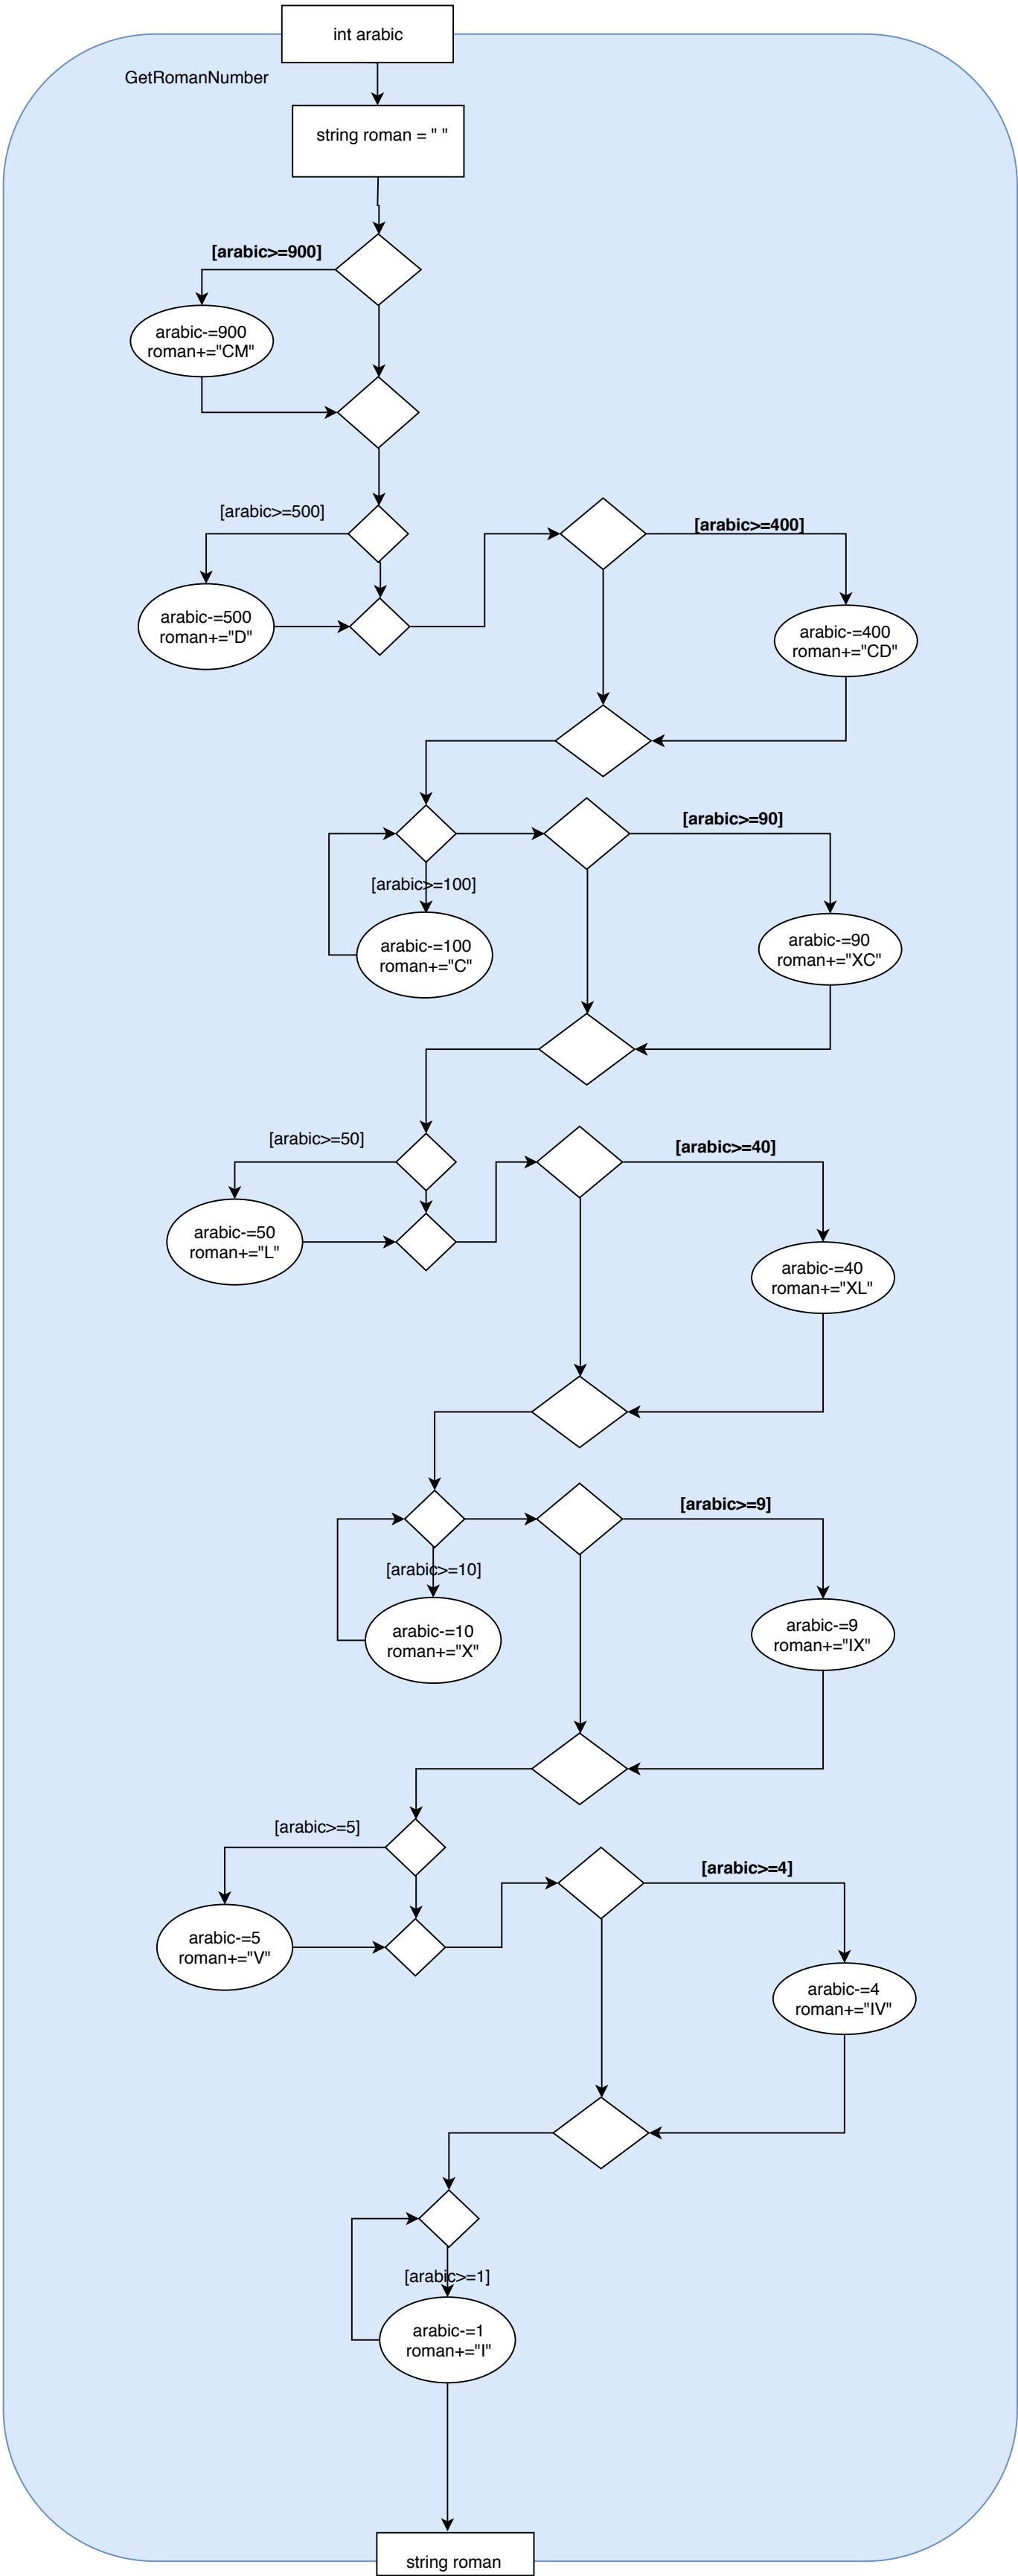 int arabic
GetRomanNumber
string roman = " "
[arabic>=900]
arabic-=900
roman+="CM"
[arabic>=500]
[arabic>=400]
arabic-=500
roman+="D"
arabic-=400
roman+="CD"
[arabic>=90]
[arabic>=100]
arabic-=100
roman+="C"
arabic-=90
roman+="XC"
[arabic>=50]
[arabic>=40]
arabic-=50
roman+="L"
arabic-=40
roman+="XL"
[arabic>=9]
[arabic>=10]
arabic-=10
roman+="X"
arabic-=9
roman+="IX"
[arabic>=5]
[arabic>=4]
arabic-=5
roman+="V"
arabic-=4
roman+="IV"
[arabic>=1]
arabic-=1
roman+="I"
string roman